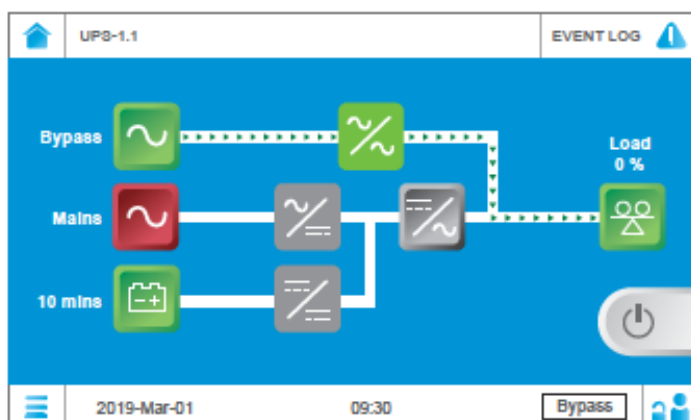 UPS-1.1 EVENT LOG
Bypass
Load
0 %
Mains
10 mins
2019-Mar-01 09:30 Bypass